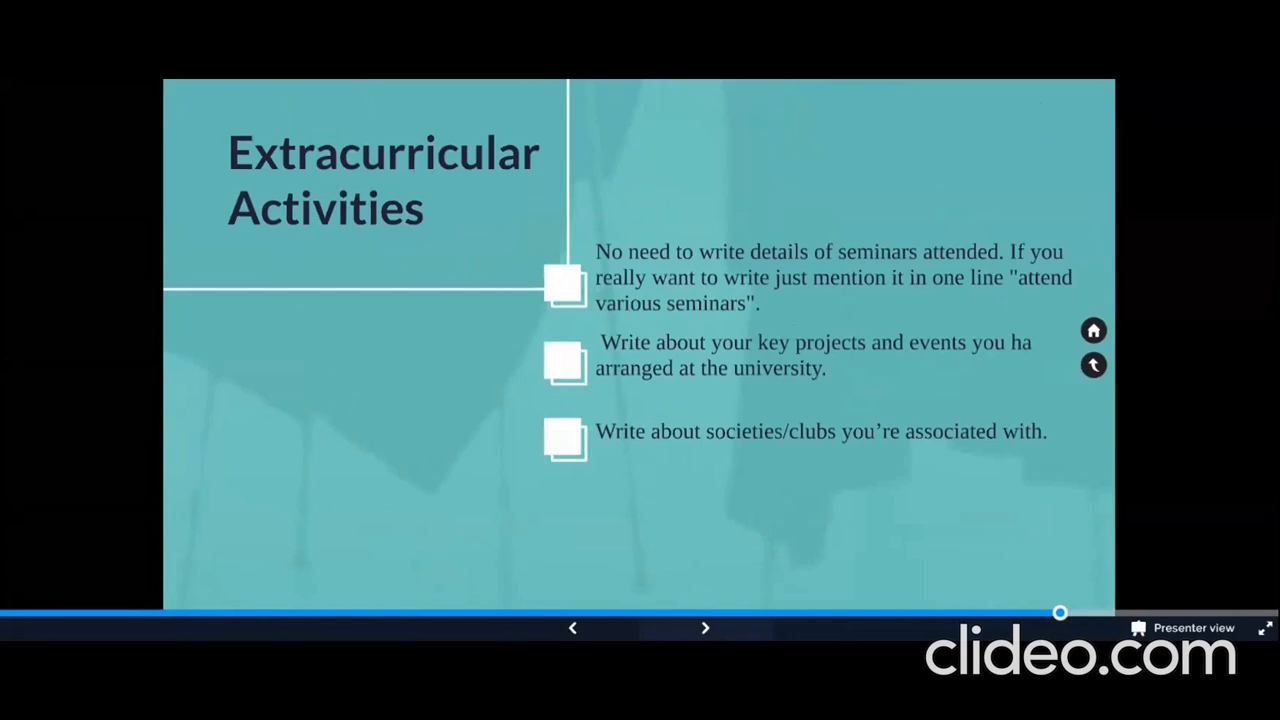 Extracurricular
Activities
No need to write details of seminars attended. If you
really want to write just mention it in one line "attend
various seminars".
Write about your key projects and events you ha
arranged at the university.
Write about societies/clubs you’re associated with.
Presenter view
clideo.com